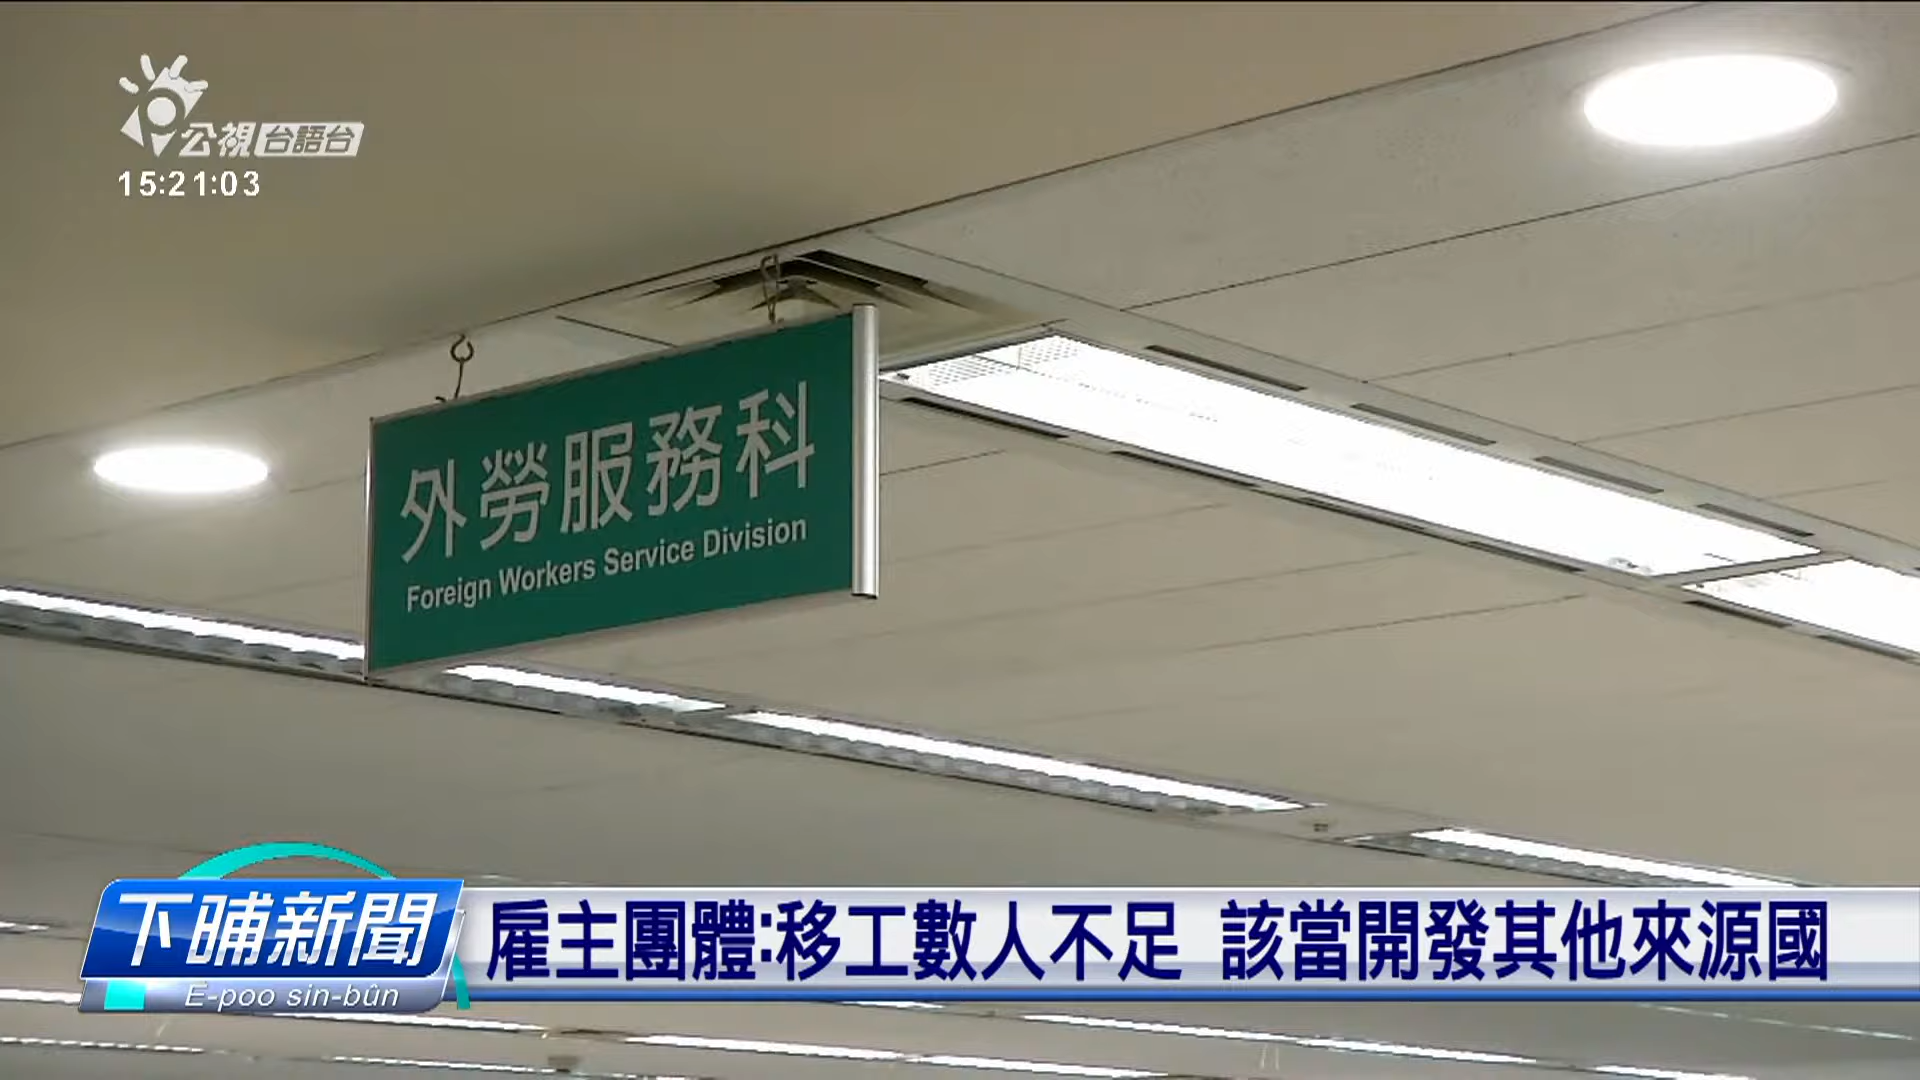 公視台語台
15:21:03
外勞服務科
Foreign Workers Service Division
下晡新聞
E-poo sin-bûn
雇主團體:移工數人不足 該當開發其他來源國